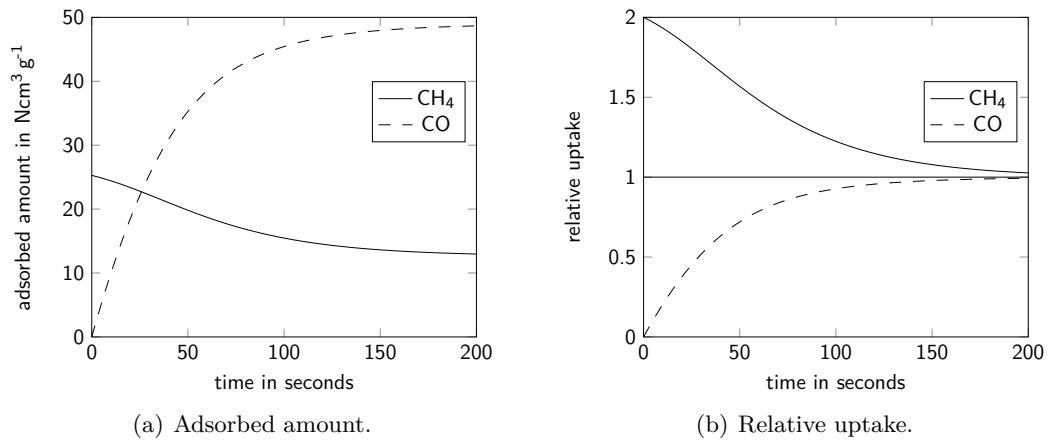 adsorbed amount in Ncm³ g⁻¹
50
40
30
20
10
0
CH₄
CO
0 50 100 150 200
time in seconds
(a) Adsorbed amount.
relative uptake
2
1.5
1
0.5
0
CH₄
CO
0 50 100 150 200
time in seconds
(b) Relative uptake.